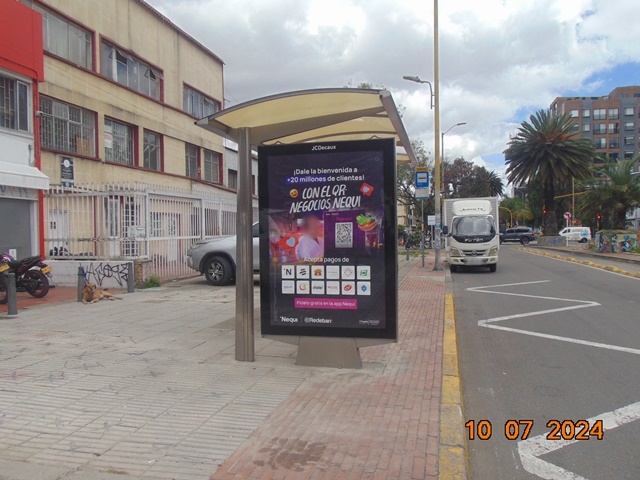 JCDecaux
¡Dale la bienvenida a
+20 millones de clientes!
CON EL QR
NEGOCIOS NEQUI
Acepta pagos de
Pídelo gratis en la app Nequi
Nequi
Redeban
10 07 2024